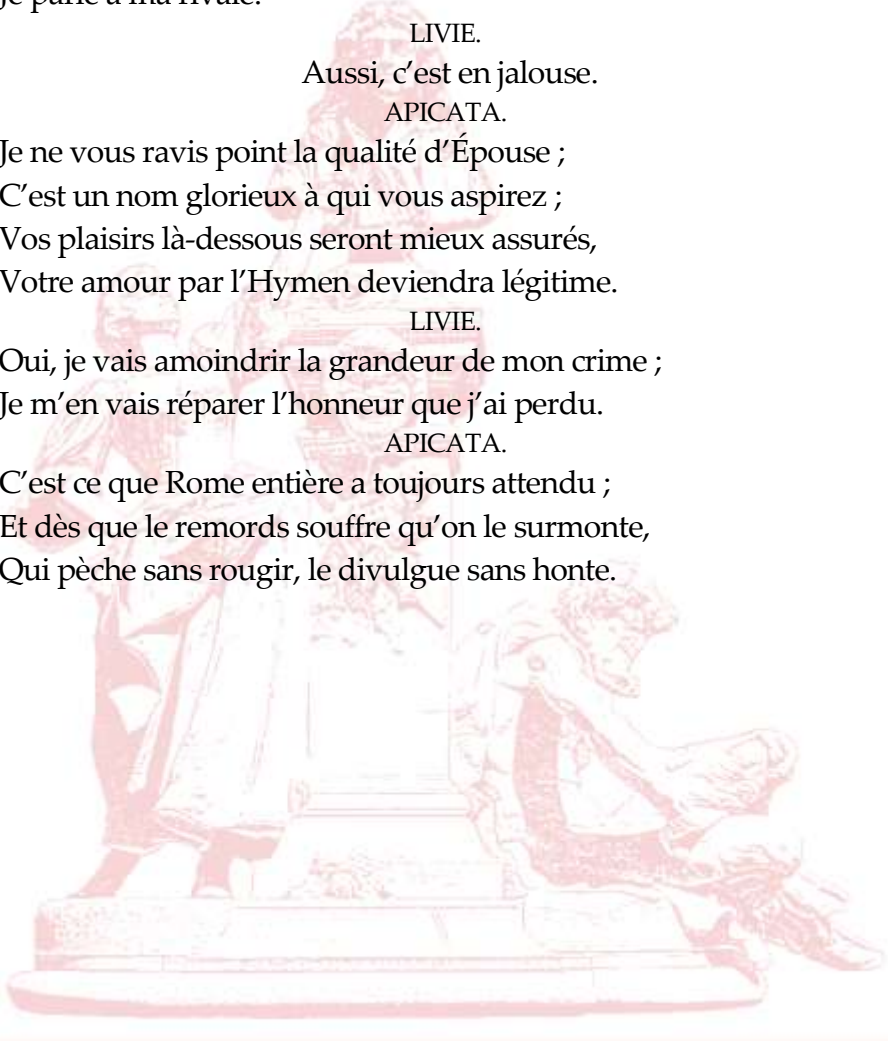 Je parle à ma rivale.
LIVIE.
Aussi, c’est en jalouse.
APICATA.
Je ne vous ravis point la qualité d’Épouse ;
C’est un nom glorieux à qui vous aspirez ;
Vos plaisirs là-dessous seront mieux assurés,
Votre amour par l’Hymen deviendra légitime.
LIVIE.
Oui, je vais amoindrir la grandeur de mon crime ;
Je m’en vais réparer l’honneur que j’ai perdu.
APICATA.
C’est ce que Rome entière a toujours attendu ;
Et dès que le remords souffre qu’on le surmonte,
Qui pèche sans rougir, le divulgue sans honte.